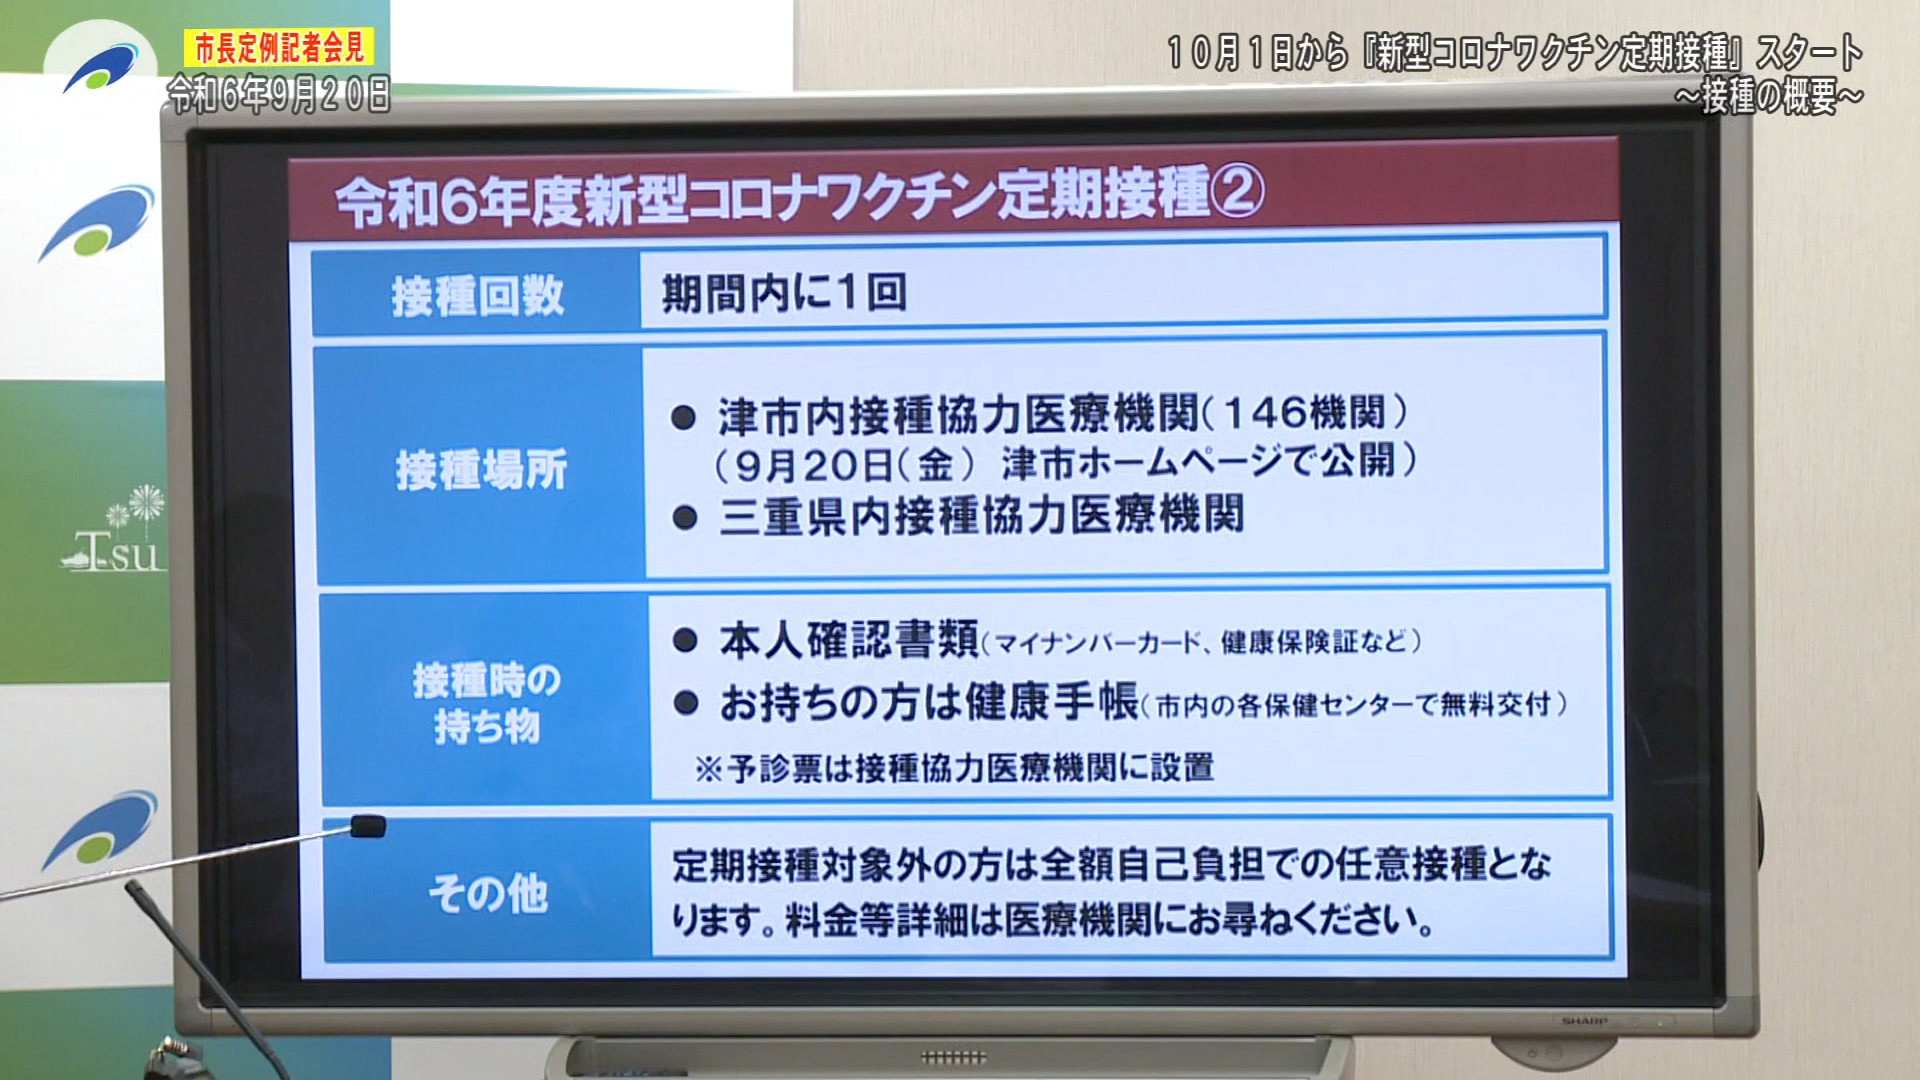 市長定例記者会見
令和6年9月20日
10月1日から『新型コロナワクチン定期接種』スタート
～接種の概要～
令和6年度新型コロナワクチン定期接種②
接種回数
期間内に1回
接種場所
● 津市内接種協力医療機関(146機関)
(9月20日(金) 津市ホームページで公開)
● 三重県内接種協力医療機関
接種時の
持ち物
● 本人確認書類(マイナンバーカード、健康保険証など)
● お持ちの方は健康手帳(市内の各保健センターで無料交付)
※予診票は接種協力医療機関に設置
その他
定期接種対象外の方は全額自己負担での任意接種とな
ります。料金等詳細は医療機関にお尋ねください。
Tsu
SHARP